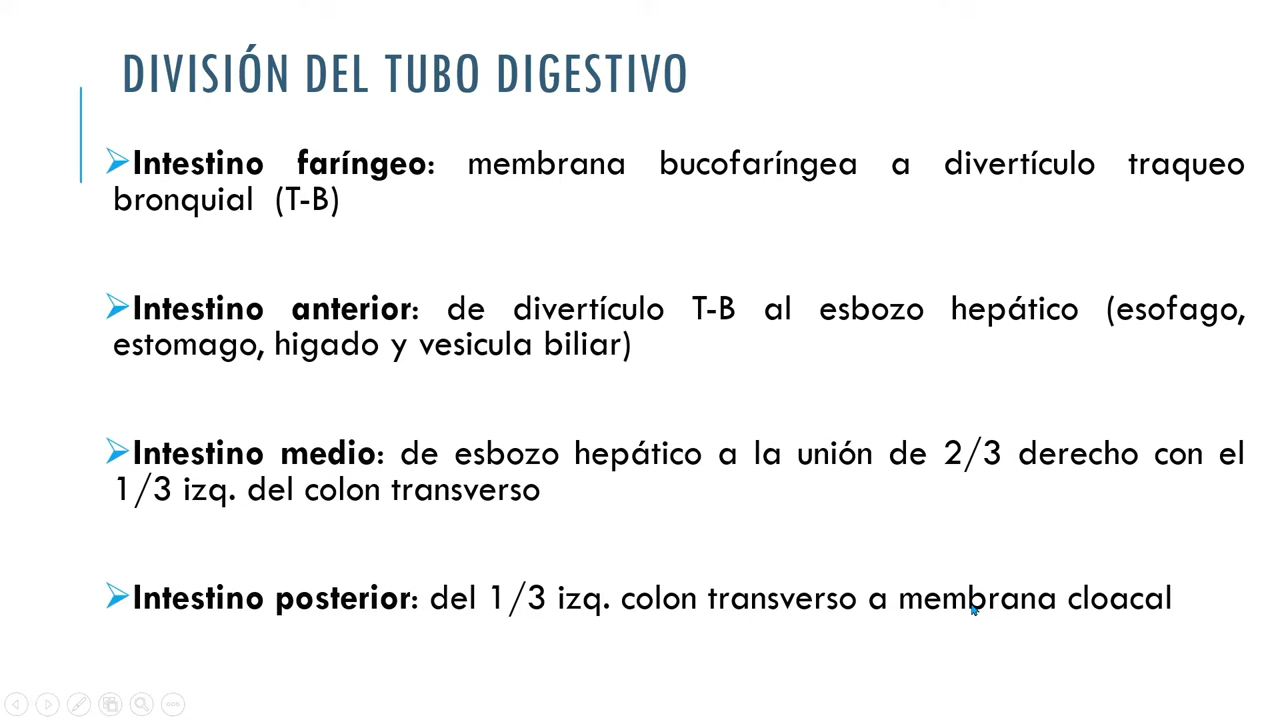 DIVISIÓN DEL TUBO DIGESTIVO
Intestino faríngeo: membrana bucofaríngea a divertículo traqueo
bronquial (T-B)
Intestino anterior: de divertículo T-B al esbozo hepático (esofago,
estomago, higado y vesicula biliar)
Intestino medio: de esbozo hepático a la unión de 2/3 derecho con el
1/3 izq. del colon transverso
Intestino posterior: del 1/3 izq. colon transverso a membrana cloacal